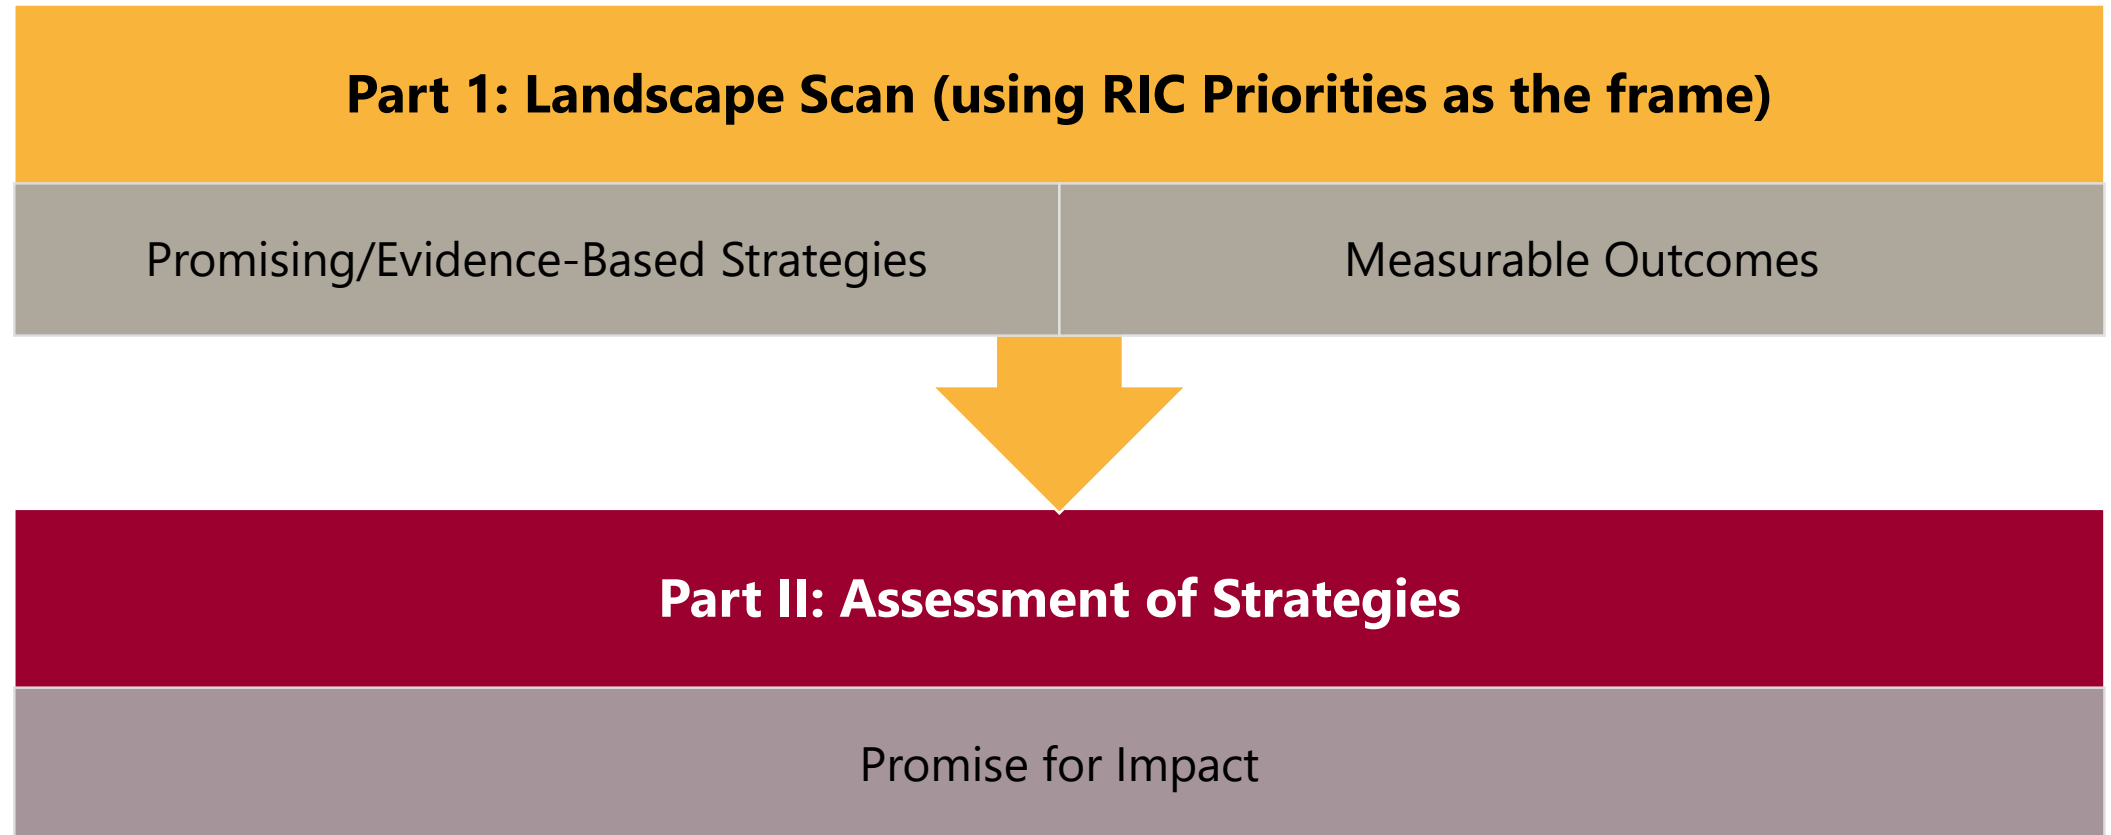 Part 1: Landscape Scan (using RIC Priorities as the frame)
Promising/Evidence-Based Strategies
Measurable Outcomes
Part II: Assessment of Strategies
Promise for Impact